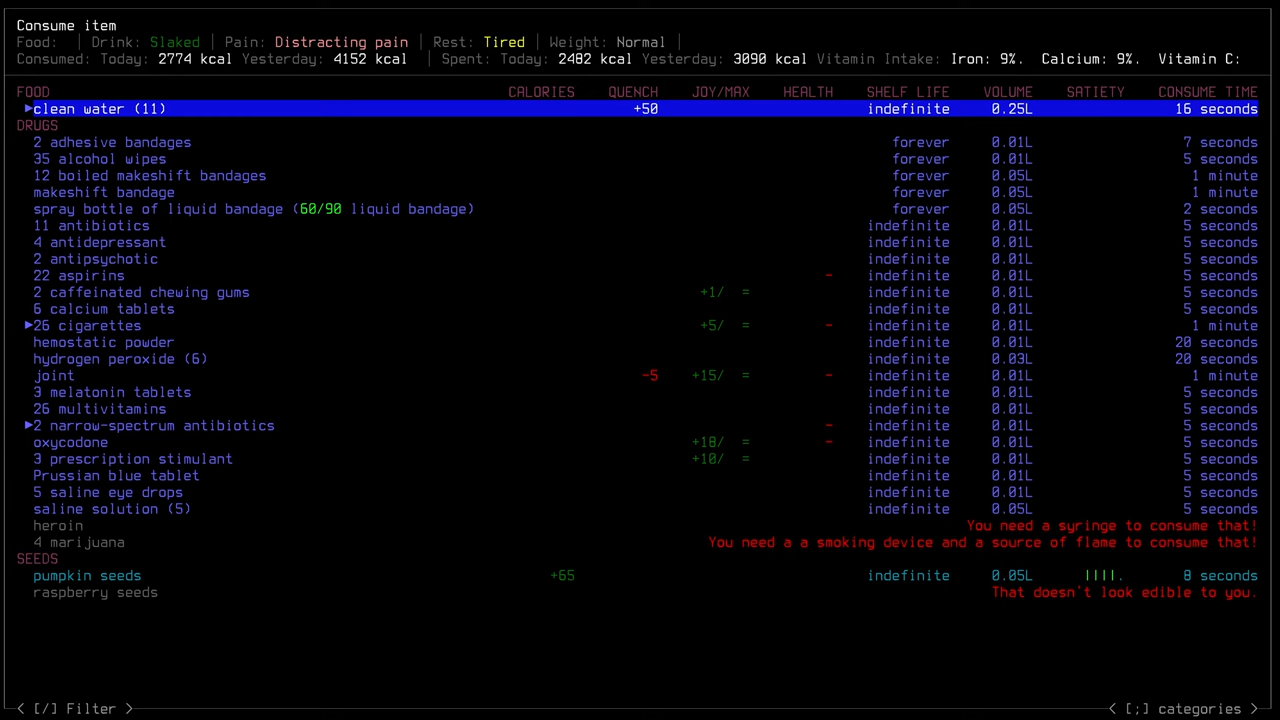 Consume item
Food: | Drink: Slaked | Pain: Distracting pain | Rest: Tired | Weight: Normal |
Consumed: Today: 2774 kcal Yesterday: 4152 kcal | Spent: Today: 2482 kcal Yesterday: 3090 kcal Vitamin Intake: Iron: 9%. Calcium: 9%. Vitamin C:
FOOD CALORIES QUENCH JOY/MAX HEALTH SHELF LIFE VOLUME SATIETY CONSUME TIME
▶clean water (11) +50 indefinite 0.25L 16 seconds
DRUGS
2 adhesive bandages forever 0.01L 7 seconds
35 alcohol wipes forever 0.01L 5 seconds
12 boiled makeshift bandages forever 0.05L 1 minute
makeshift bandage forever 0.05L 1 minute
spray bottle of liquid bandage (60/90 liquid bandage) forever 0.05L 2 seconds
11 antibiotics indefinite 0.01L 5 seconds
4 antidepressant indefinite 0.01L 5 seconds
2 antipsychotic indefinite 0.01L 5 seconds
22 aspirins - indefinite 0.01L 5 seconds
2 caffeinated chewing gums +1/ = indefinite 0.01L 5 seconds
6 calcium tablets indefinite 0.01L 5 seconds
▶26 cigarettes +5/ = - indefinite 0.01L 1 minute
hemostatic powder indefinite 0.01L 20 seconds
hydrogen peroxide (6) indefinite 0.03L 20 seconds
joint -5 +15/ = - indefinite 0.01L 1 minute
3 melatonin tablets indefinite 0.01L 5 seconds
26 multivitamins indefinite 0.01L 5 seconds
▶2 narrow-spectrum antibiotics - indefinite 0.01L 5 seconds
oxycodone +18/ = - indefinite 0.01L 5 seconds
3 prescription stimulant +10/ = indefinite 0.01L 5 seconds
Prussian blue tablet indefinite 0.01L 5 seconds
5 saline eye drops indefinite 0.01L 5 seconds
saline solution (5) indefinite 0.05L 5 seconds
heroin You need a syringe to consume that!
4 marijuana You need a a smoking device and a source of flame to consume that!
SEEDS
pumpkin seeds +65 indefinite 0.05L ||||. 8 seconds
raspberry seeds That doesn't look edible to you.
< [/] Filter > < [;] categories >